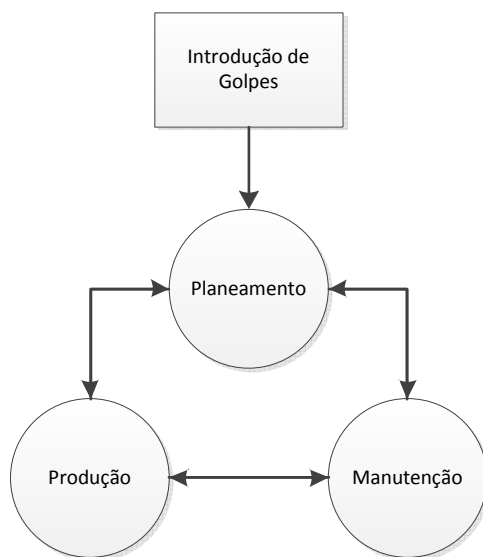 Introdução de
Golpes
Planeamento
Produção
Manutenção